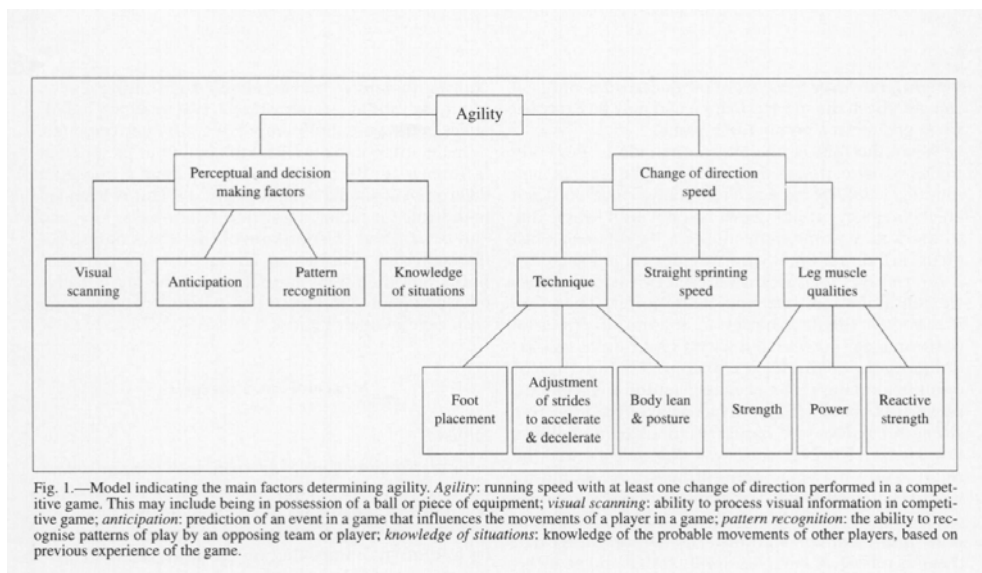 Agility
Perceptual and decision
making factors
Change of direction
speed
Visual
scanning
Anticipation
Pattern
recognition
Knowledge
of situations
Technique
Straight sprinting
speed
Leg muscle
qualities
Foot
placement
Adjustment
of strides
to accelerate
& decelerate
Body lean
& posture
Strength
Power
Reactive
strength
Fig. 1.—Model indicating the main factors determining agility. Agility: running speed with at least one change of direction performed in a compet-
itive game. This may include being in possession of a ball or piece of equipment; visual scanning: ability to process visual information in competi-
tive game; anticipation: prediction of an event in a game that influences the movements of a player in a game; pattern recognition: the ability to rec-
ognise patterns of play by an opposing team or player; knowledge of situations: knowledge of the probable movements of other players, based on
previous experience of the game.